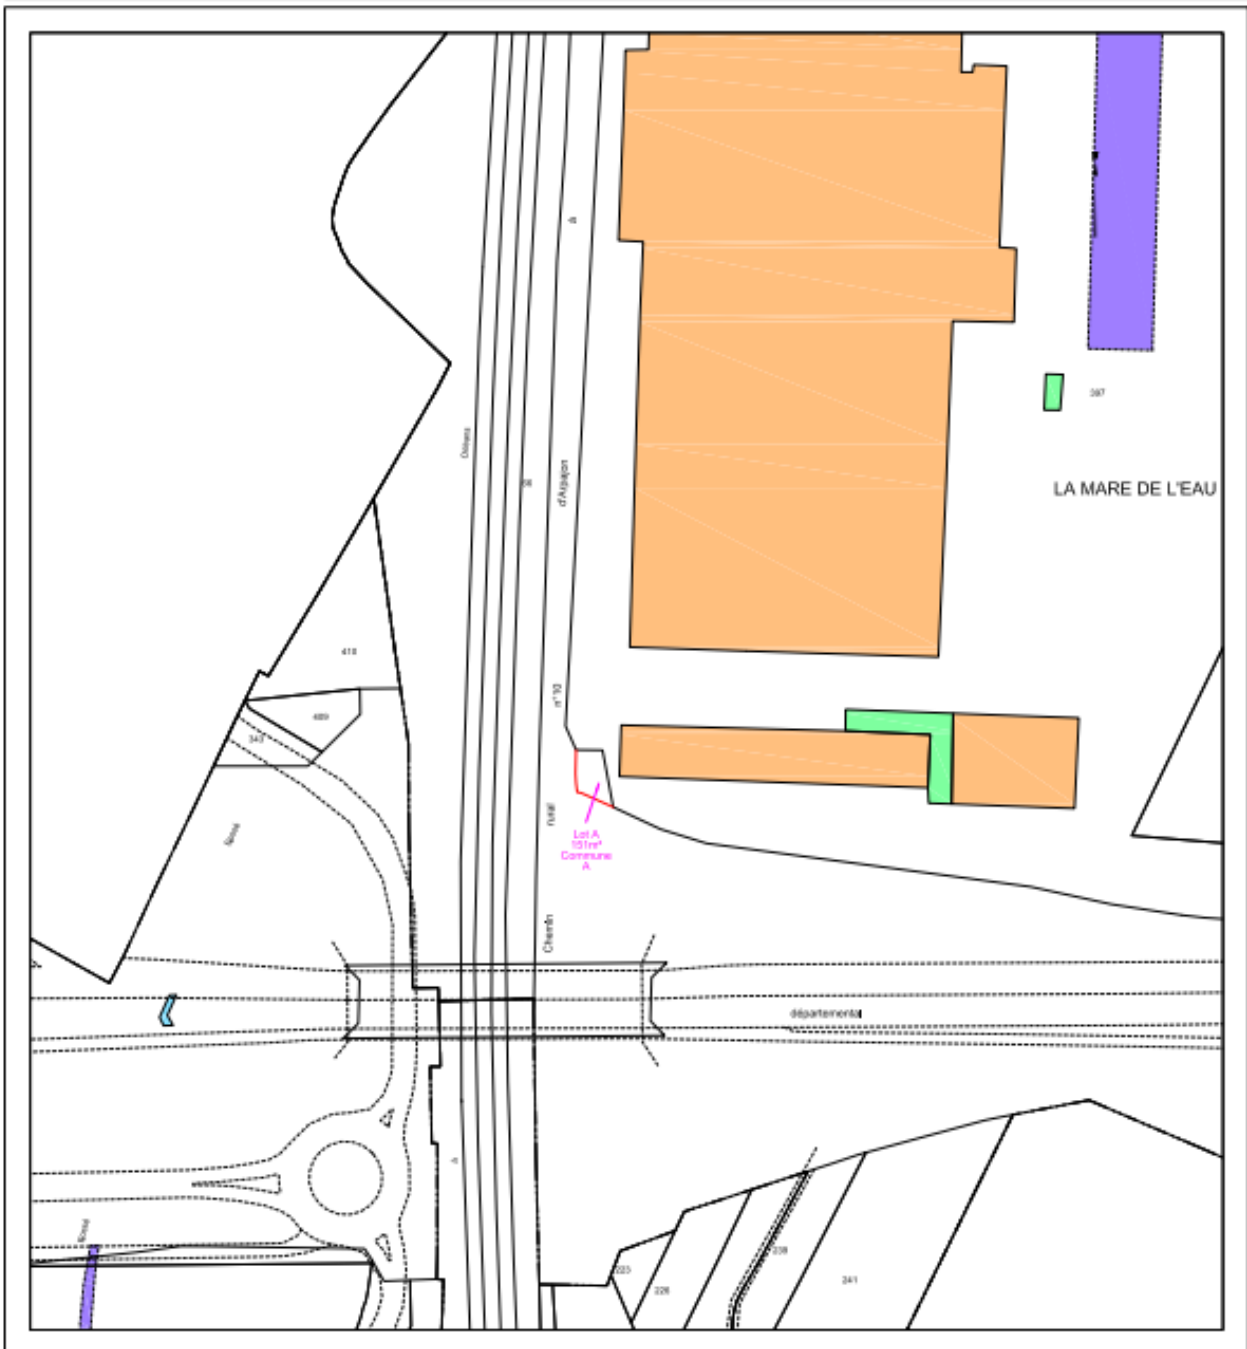 à
397
Orléans
d'Arpajon
LA MARE DE L'EAU
410
n°10
409
343
rural
Lot A
151m²
Commune
A
Chemin
départemental
à
223
226
239
241